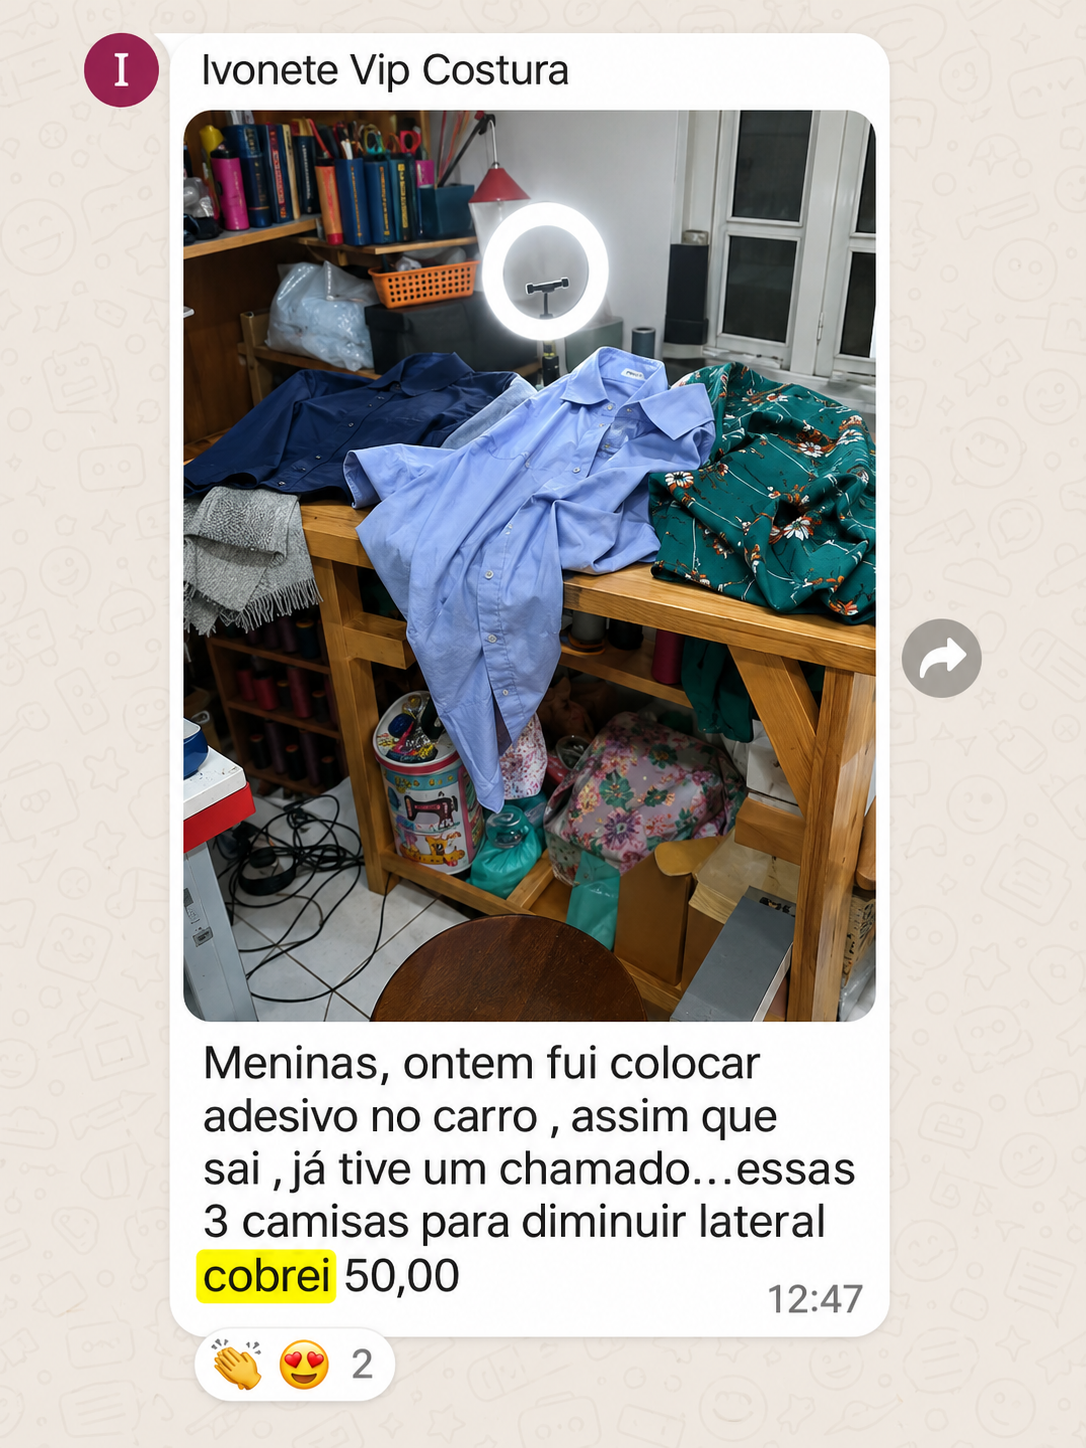 I
Ivonete Vip Costura
Meninas, ontem fui colocar
adesivo no carro , assim que
sai , já tive um chamado...essas
3 camisas para diminuir lateral
cobrei 50,00
12:47
👏 😍 2